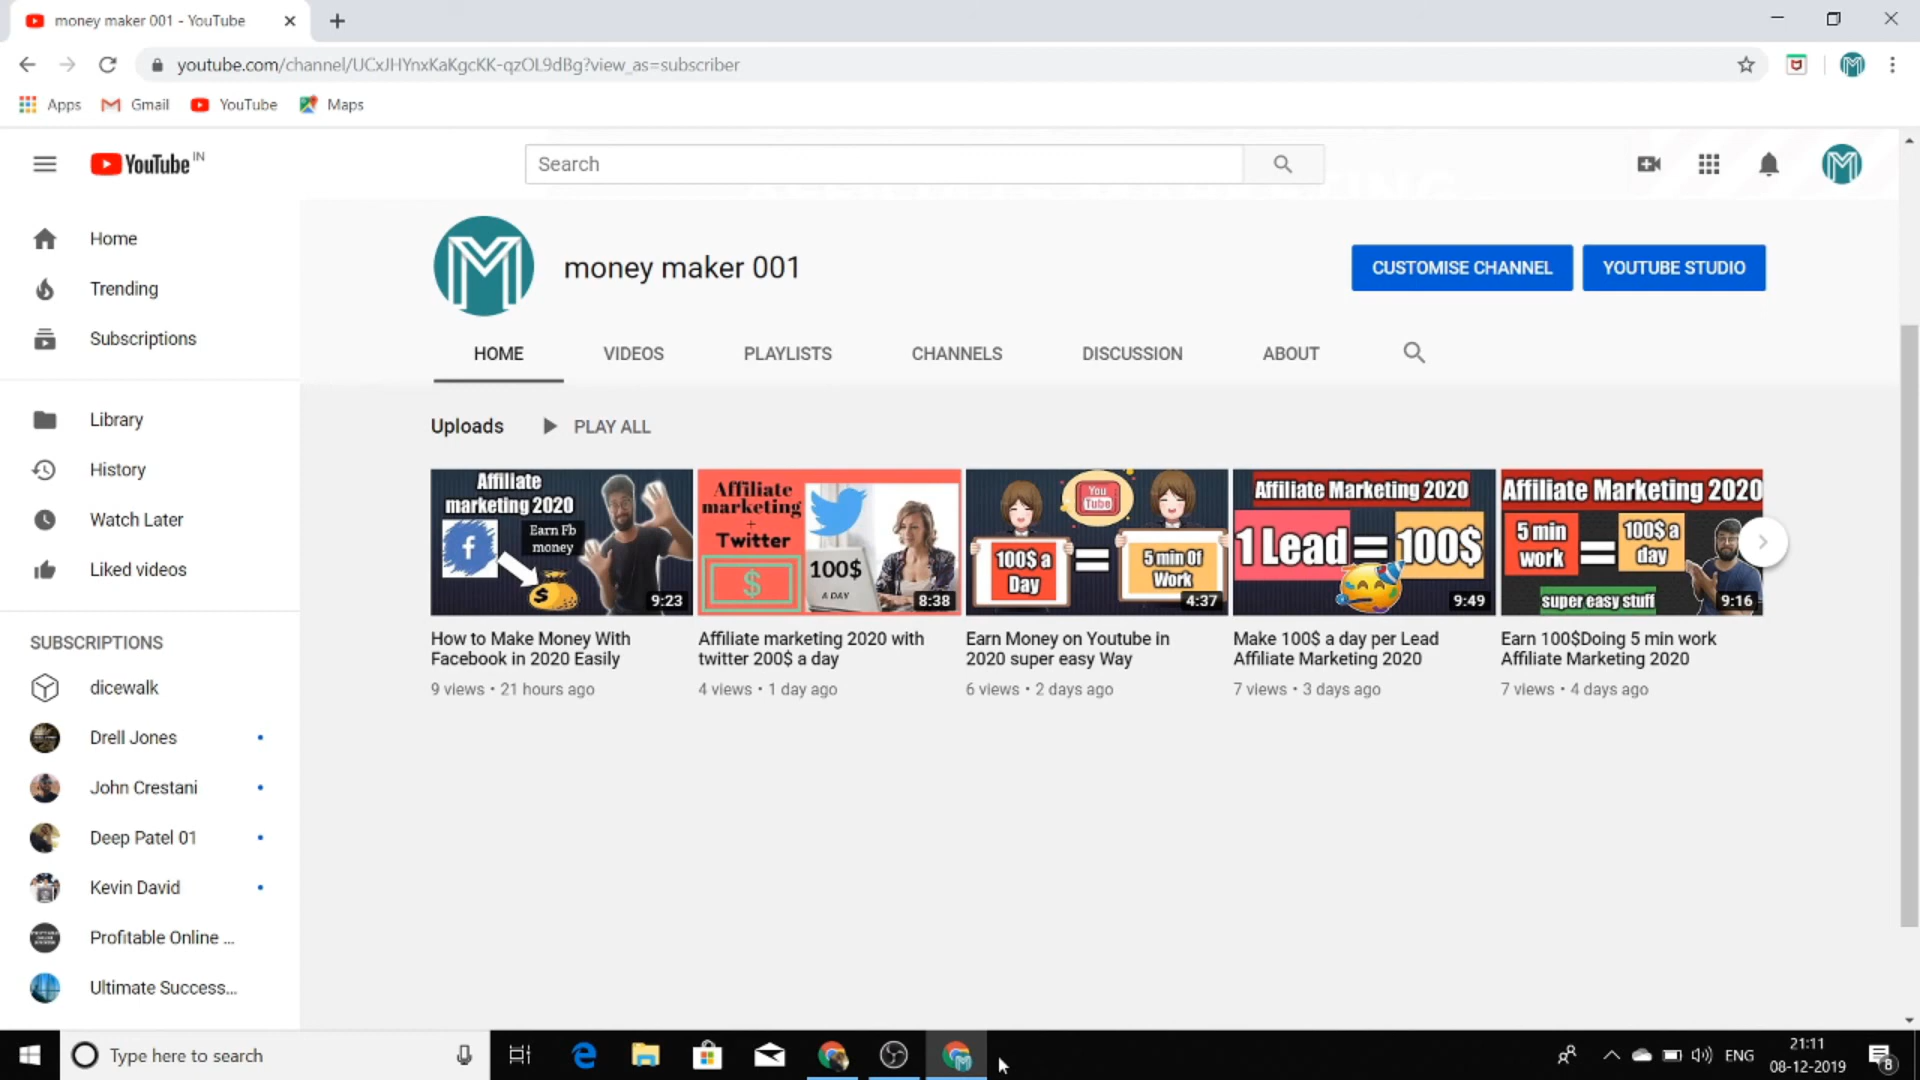 money maker 001 - YouTube
youtube.com/channel/UCxJHYnxKaKgcKK-qzOL9dBg?view_as=subscriber
Apps Gmail YouTube Maps
YouTube IN
Search
Home
Trending
Subscriptions
Library
History
Watch Later
Liked videos
SUBSCRIPTIONS
dicewalk
Drell Jones
John Crestani
Deep Patel 01
Kevin David
Profitable Online ...
Ultimate Success...
money maker 001
CUSTOMISE CHANNEL YOUTUBE STUDIO
HOME VIDEOS PLAYLISTS CHANNELS DISCUSSION ABOUT
Uploads PLAY ALL
Affiliate
marketing 2020
Earn Fb
money
9:23
How to Make Money With
Facebook in 2020 Easily
9 views • 21 hours ago
Affiliate
marketing
+
Twitter
$
100$
A DAY
8:38
Affiliate marketing 2020 with
twitter 200$ a day
4 views • 1 day ago
You
Tube
100$ a
Day
=
5 min Of
Work
4:37
Earn Money on Youtube in
2020 super easy Way
6 views • 2 days ago
Affiliate Marketing 2020
1 Lead = 100$
9:49
Make 100$ a day per Lead
Affiliate Marketing 2020
7 views • 3 days ago
Affiliate Marketing 2020
5 min
work
=
100$ a
day
super easy stuff
9:16
Earn 100$Doing 5 min work
Affiliate Marketing 2020
7 views • 4 days ago
Type here to search
ENG
21:11
08-12-2019
8